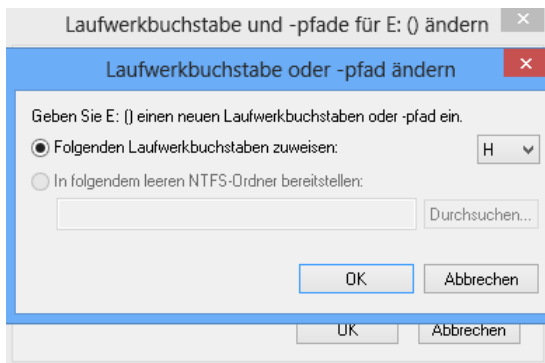 Laufwerkbuchstabe und -pfade für E: () ändern
Laufwerkbuchstabe oder -pfad ändern
Geben Sie E: () einen neuen Laufwerkbuchstaben oder -pfad ein.
Folgenden Laufwerkbuchstaben zuweisen: H
In folgendem leeren NTFS-Ordner bereitstellen:
Durchsuchen...
OK Abbrechen
OK Abbrechen